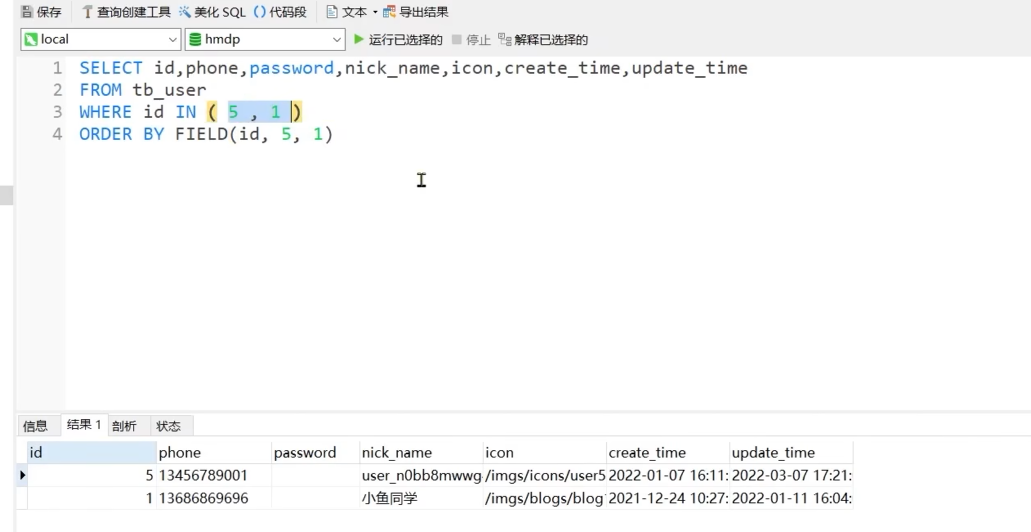 保存 查询创建工具 美化 SQL () 代码段 文本 导出结果
local hmdp 运行已选择的 停止 解释已选择的
1 SELECT id,phone,password,nick_name,icon,create_time,update_time
2 FROM tb_user
3 WHERE id IN ( 5 , 1 )
4 ORDER BY FIELD(id, 5, 1)
信息 结果 1 剖析 状态
id phone password nick_name icon create_time update_time
5 13456789001 user_n0bb8mwwg /imgs/icons/user5 2022-01-07 16:11: 2022-03-07 17:21:
1 13686869696 小鱼同学 /imgs/blogs/blog 2021-12-24 10:27: 2022-01-11 16:04: